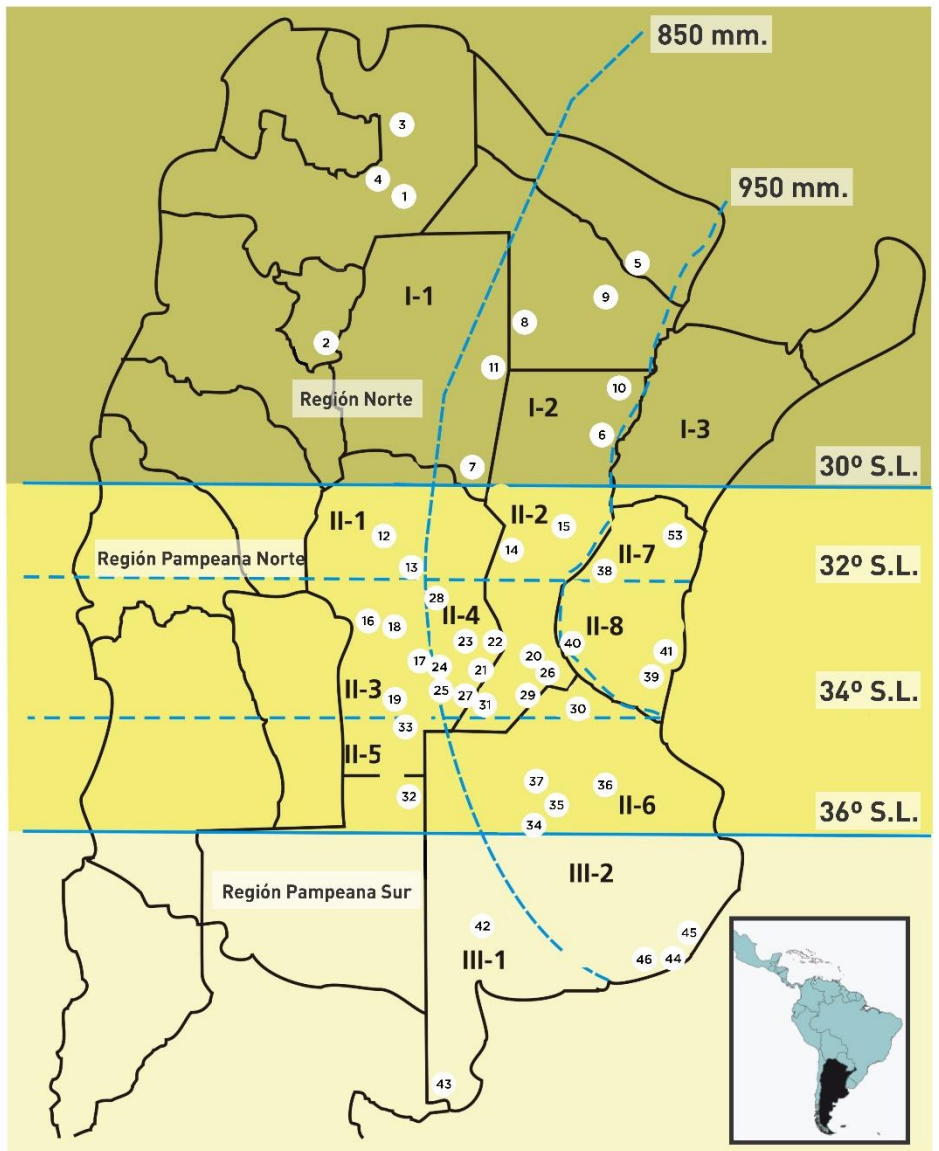 850 mm.
3
4
1
950 mm.
5
I-1
9
8
2
11
10
Región Norte
I-2
6
I-3
7
30º S.L.
II-1
II-2
15
12
53
14
II-7
Región Pampeana Norte
13
38
32º S.L.
28
II-4
16
18
II-8
23
22
40
41
20
17
24
21
26
39
II-3
25
27
29
34º S.L.
19
31
30
33
II-5
37
36
32
35
II-6
36º S.L.
34
III-2
Región Pampeana Sur
42
45
III-1
46
44
43